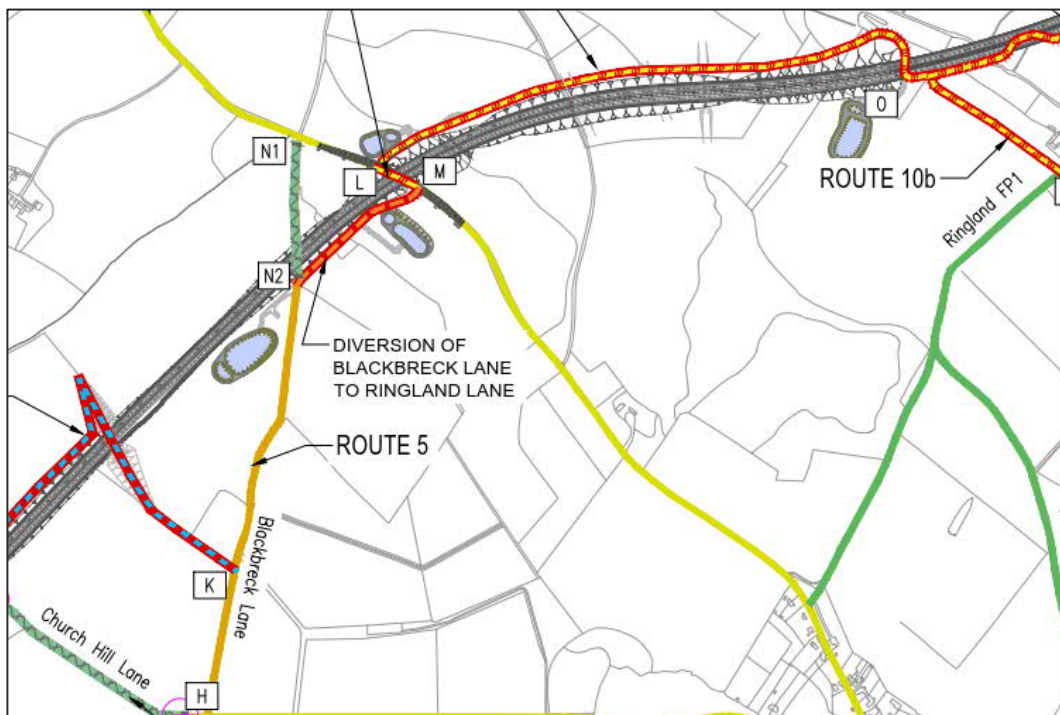 N1
L
M
O
ROUTE 10b
Ringland FP1
N2
DIVERSION OF
BLACKBRECK LANE
TO RINGLAND LANE
ROUTE 5
Blackbreck Lane
K
Church Hill Lane
H